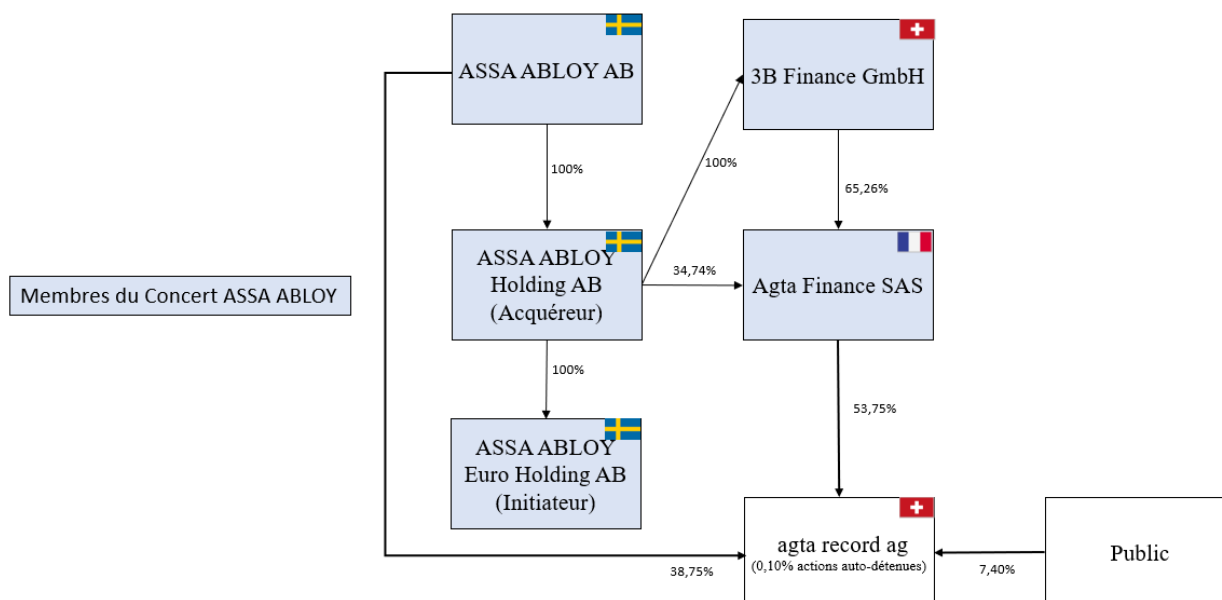 ASSA ABLOY AB
3B Finance GmbH
100%
100%
65,26%
Membres du Concert ASSA ABLOY
ASSA ABLOY
Holding AB
(Acquéreur)
34,74%
Agta Finance SAS
100%
53,75%
ASSA ABLOY
Euro Holding AB
(Initiateur)
agta record ag
(0,10% actions auto-détenues)
Public
38,75%
7,40%